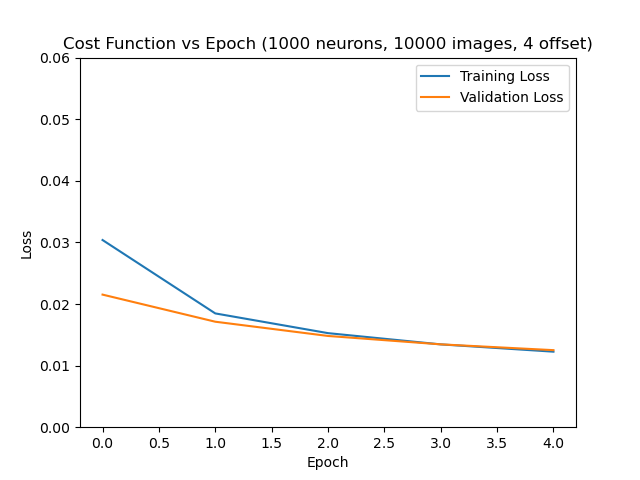 Cost Function vs Epoch (1000 neurons, 10000 images, 4 offset)
Training Loss
Validation Loss
0.06
0.05
0.04
0.03
0.02
0.01
0.00
Loss
0.0 0.5 1.0 1.5 2.0 2.5 3.0 3.5 4.0
Epoch